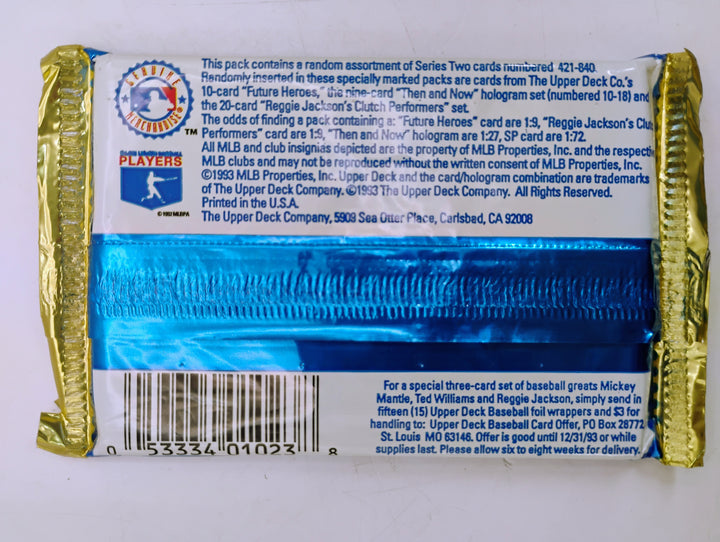 GENUINE
MERCHANDISE
TM
MAJOR LEAGUE BASEBALL
PLAYERS
© 1992 MLBPA
This pack contains a random assortment of Series Two cards numbered 421-840.
Randomly inserted in these specially marked packs are cards from The Upper Deck Co.'s
10-card "Future Heroes," the nine-card "Then and Now" hologram set (numbered 10-18) and
the 20-card "Reggie Jackson's Clutch Performers" set.
The odds of finding a pack containing a: "Future Heroes" card are 1:9, "Reggie Jackson's Clu
Performers" card are 1:9, "Then and Now" hologram are 1:27, SP card are 1:72.
All MLB and club insignias depicted are the property of MLB Properties, Inc. and the respecti
MLB clubs and may not be reproduced without the written consent of MLB Properties, Inc.
©1993 MLB Properties, Inc. Upper Deck and the card/hologram combination are trademarks
of The Upper Deck Company. ©1993 The Upper Deck Company. All Rights Reserved.
Printed in the U.S.A.
The Upper Deck Company, 5909 Sea Otter Place, Carlsbad, CA 92008
0 53334 01023 8
For a special three-card set of baseball greats Mickey
Mantle, Ted Williams and Reggie Jackson, simply send in
fifteen (15) Upper Deck Baseball foil wrappers and $3 for
handling to: Upper Deck Baseball Card Offer, PO Box 28772
St. Louis MO 63146. Offer is good until 12/31/93 or while
supplies last. Please allow six to eight weeks for delivery.